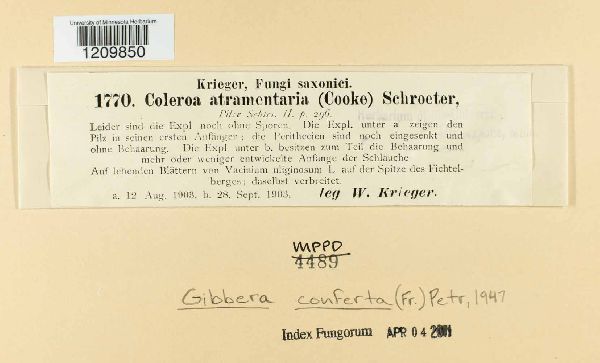 University of Minnesota Herbarium
1209850
Krieger, Fungi saxonici.
1770. Coleroa atramentaria (Cooke) Schroeter,
Pilze Schles. II. p. 296.
Leider sind die Expl noch ohne Sporen. Die Expl. unter a zeigen den
Pilz in seinen ersten Anfängen; die Perithecien sind noch eingesenkt und
ohne Behaarung. Die Expl unter b. besitzen zum Teil die Behaarung und
mehr oder weniger entwickelte Anfänge der Schläuche
Auf lebenden Blättern von Vaccinium uliginosum L auf der Spitze des Fichtel-
berges; daselbst verbreitet.
a. 12 Aug. 1903, b. 28. Sept. 1903. leg W. Krieger.
MPPD
4489
Gibbera conferta (Fr.) Petr, 1947
Index Fungorum APR 04